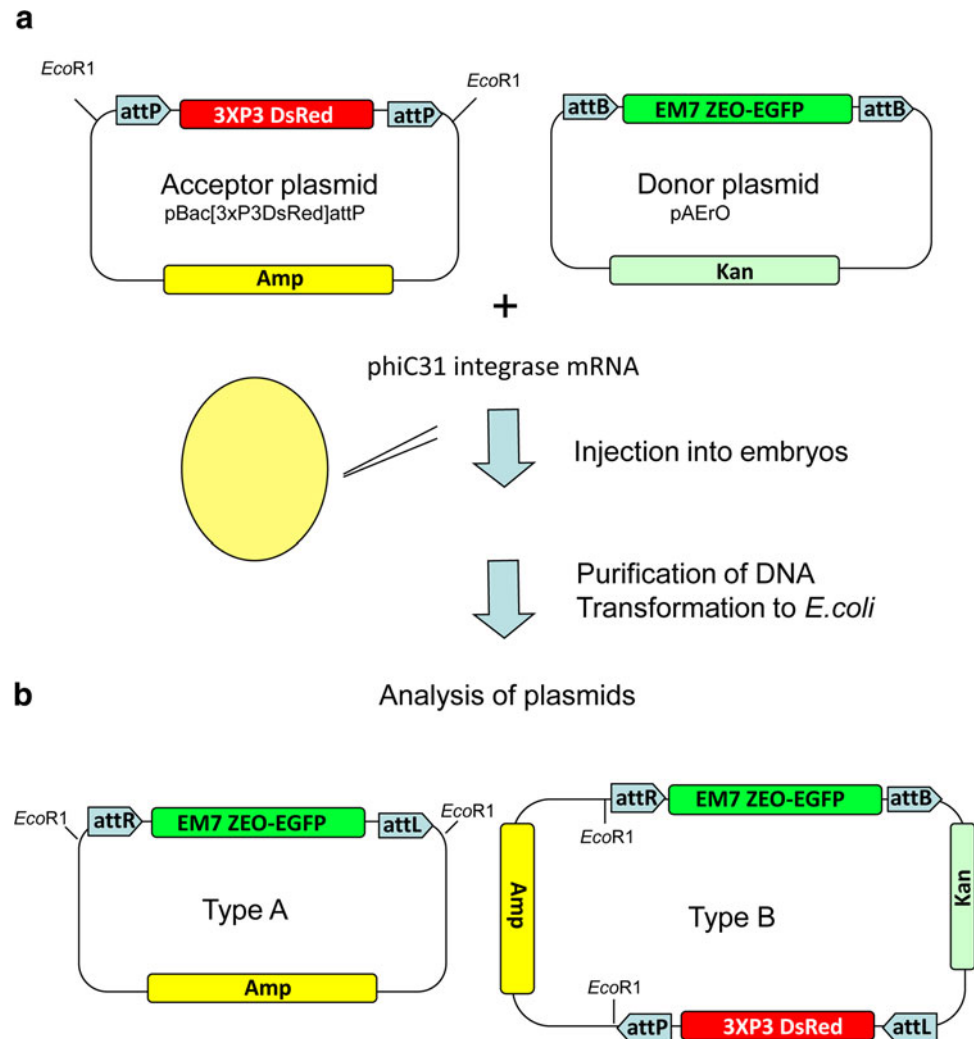 a
EcoR1
EcoR1
attP
3XP3 DsRed
attP
attB
EM7 ZEO-EGFP
attB
Acceptor plasmid
pBac[3xP3DsRed]attP
Donor plasmid
pAErO
Amp
Kan
+
phiC31 integrase mRNA
Injection into embryos
Purification of DNA
Transformation to E.coli
b
Analysis of plasmids
EcoR1
attR
EM7 ZEO-EGFP
attL
EcoR1
Type A
Amp
attR
EM7 ZEO-EGFP
attB
EcoR1
Amp
Type B
Kan
EcoR1
attP
3XP3 DsRed
attL